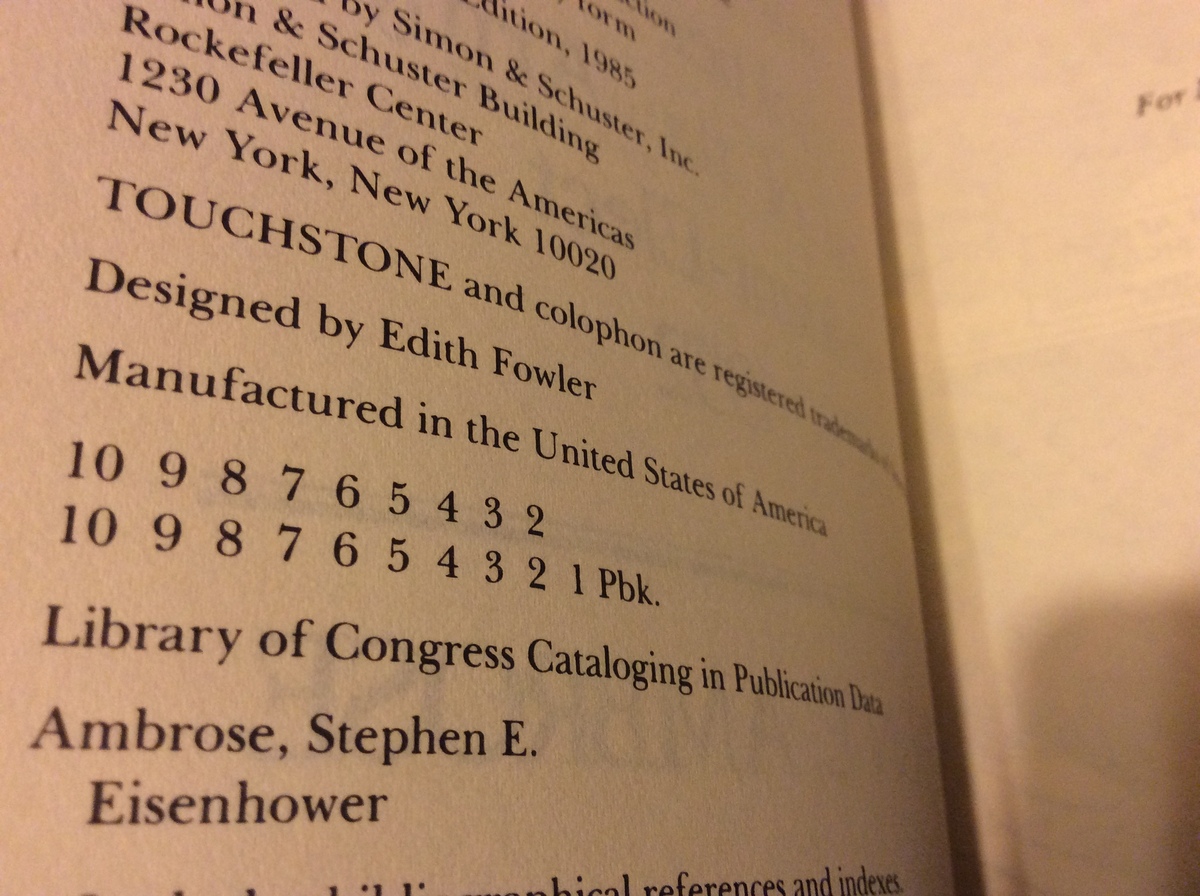 form
Edition, 1985
by Simon & Schuster, Inc.
& Schuster Building
Rockefeller Center
1230 Avenue of the Americas
New York, New York 10020
TOUCHSTONE and colophon are registered trademarks
Designed by Edith Fowler
Manufactured in the United States of America
10 9 8 7 6 5 4 3 2
10 9 8 7 6 5 4 3 2 1 Pbk.
Library of Congress Cataloging in Publication Data
Ambrose, Stephen E.
Eisenhower
references and indexes.
For